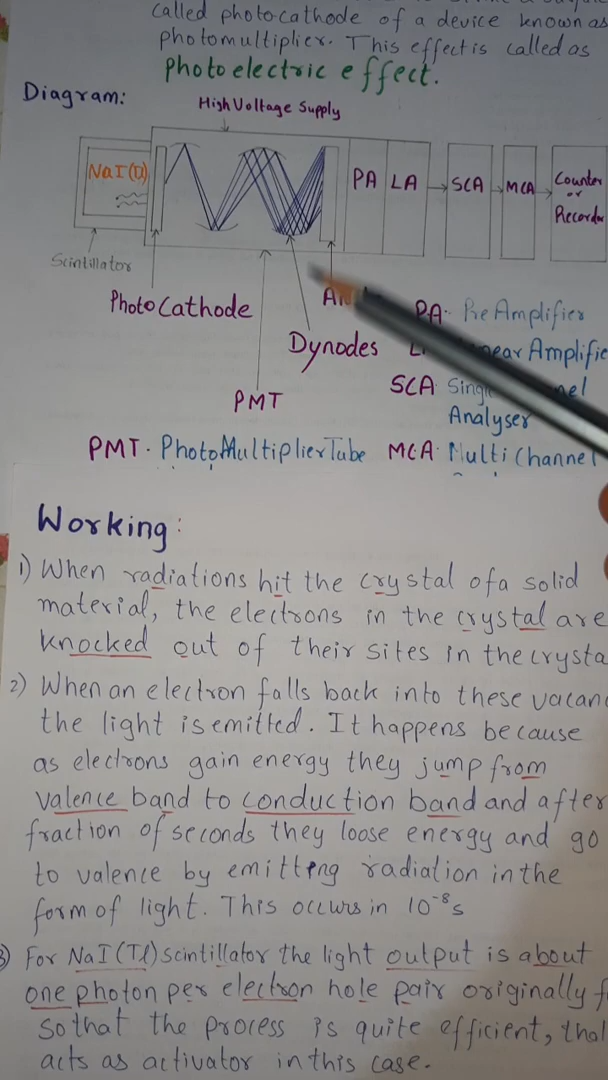 called photocathode of a device known as
photomultiplier. This effect is called as
Photoelectric effect.
Diagram:
High Voltage Supply
NaI(Tl)
PA LA SCA MCA Counter
or
Recorder
Scintillator
Photo Cathode
PA. Pre Amplifier
Dynodes
Amplifie
SCA
Analyser
PMT
PMT. PhotoMultiplierTube MCA. Multi Channel
Working:
1) When radiations hit the crystal of a solid
material, the electrons in the crystal are
knocked out of their sites in the crysta
2) When an electron falls back into these vacan
the light is emitted. It happens because
as electrons gain energy they jump from
valence band to conduction band and after
fraction of seconds they loose energy and go
to valence by emitting radiation in the
form of light. This occurs in 10⁻⁸s
3) For NaI(Tl) scintillator the light output is about
one photon per electron hole pair originally f
so that the process is quite efficient, thal
acts as activator in this case.